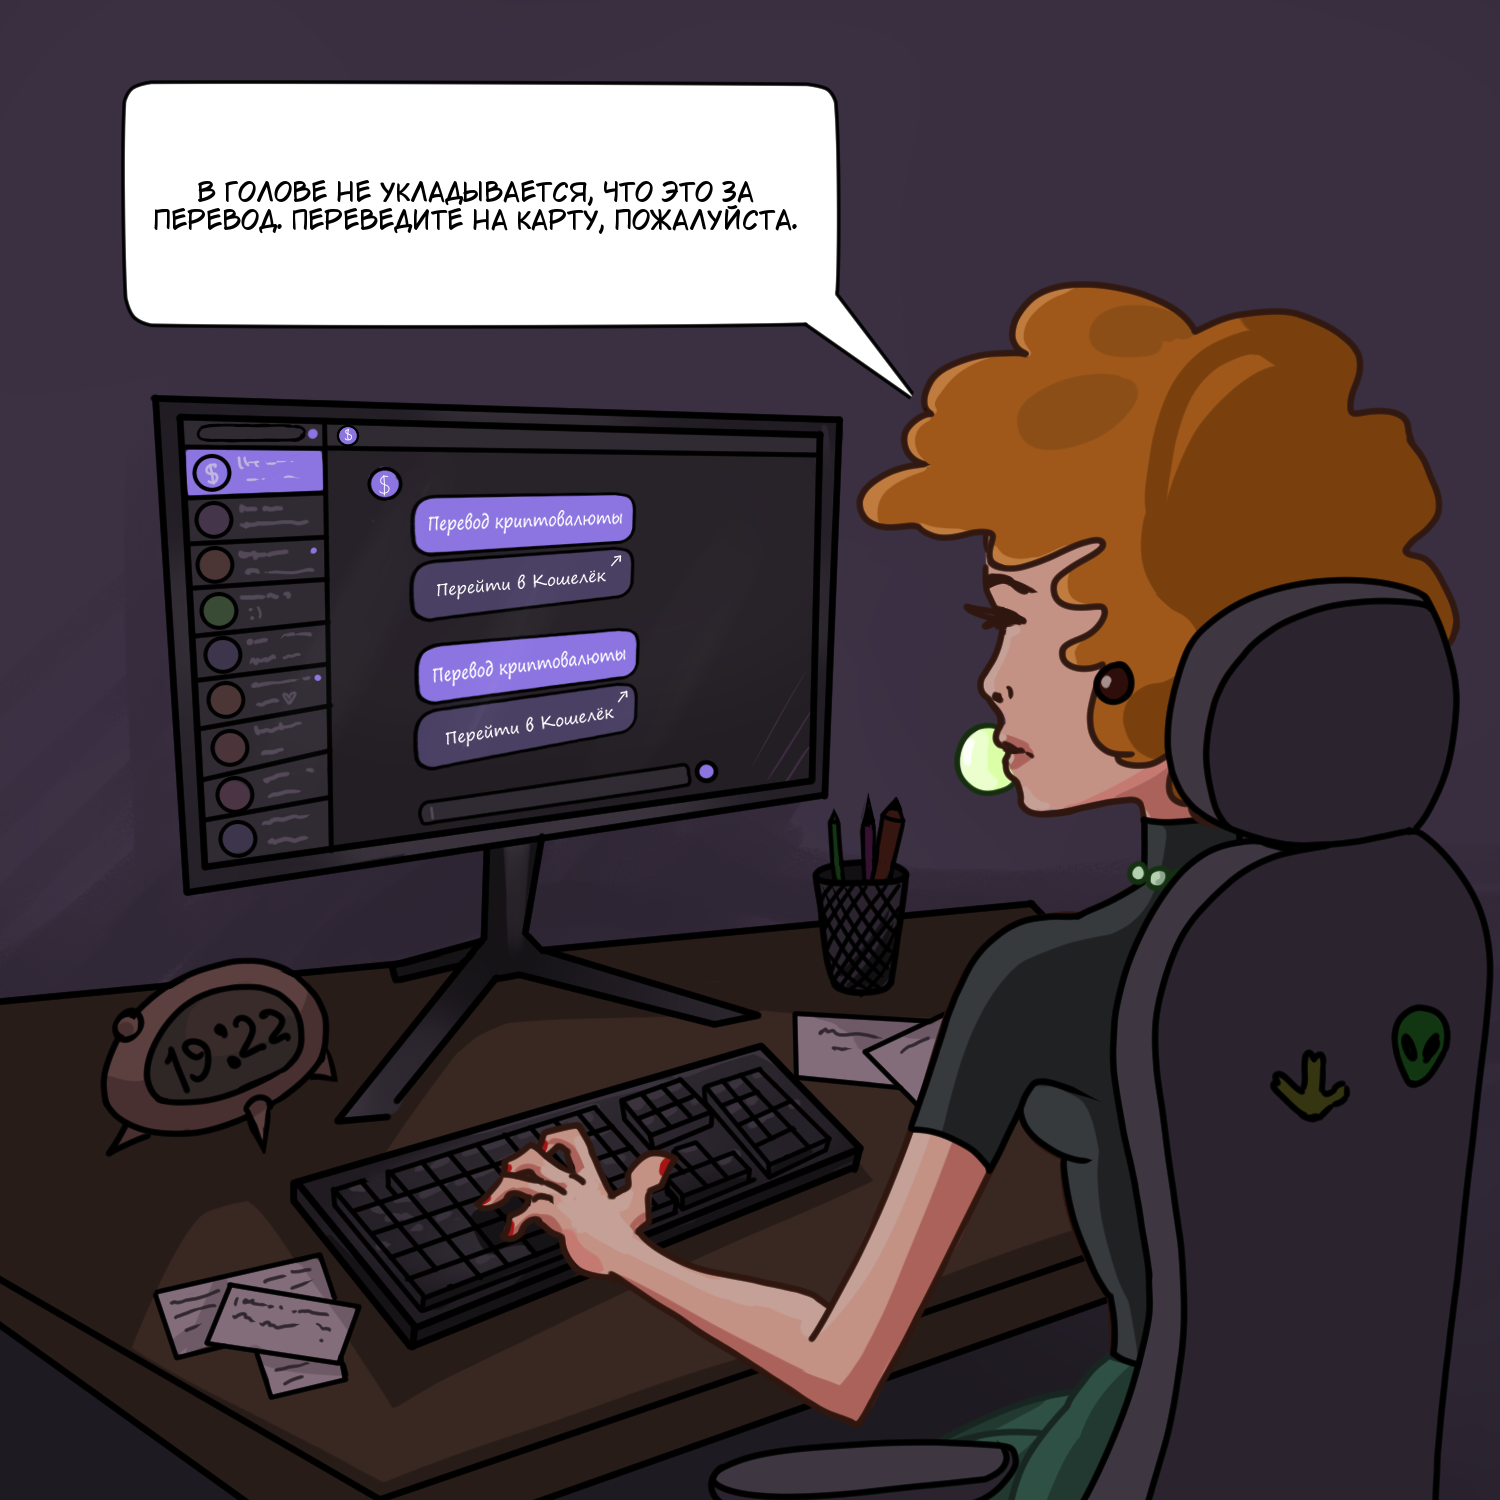 В ГОЛОВЕ НЕ УКЛАДЫВАЕТСЯ, ЧТО ЭТО ЗА
ПЕРЕВОД. ПЕРЕВЕДИТЕ НА КАРТУ, ПОЖАЛУЙСТА.
$
$
$
Перевод криптовалюты
Перейти в Кошелёк
:)
Перевод криптовалюты
Перейти в Кошелёк
19:22